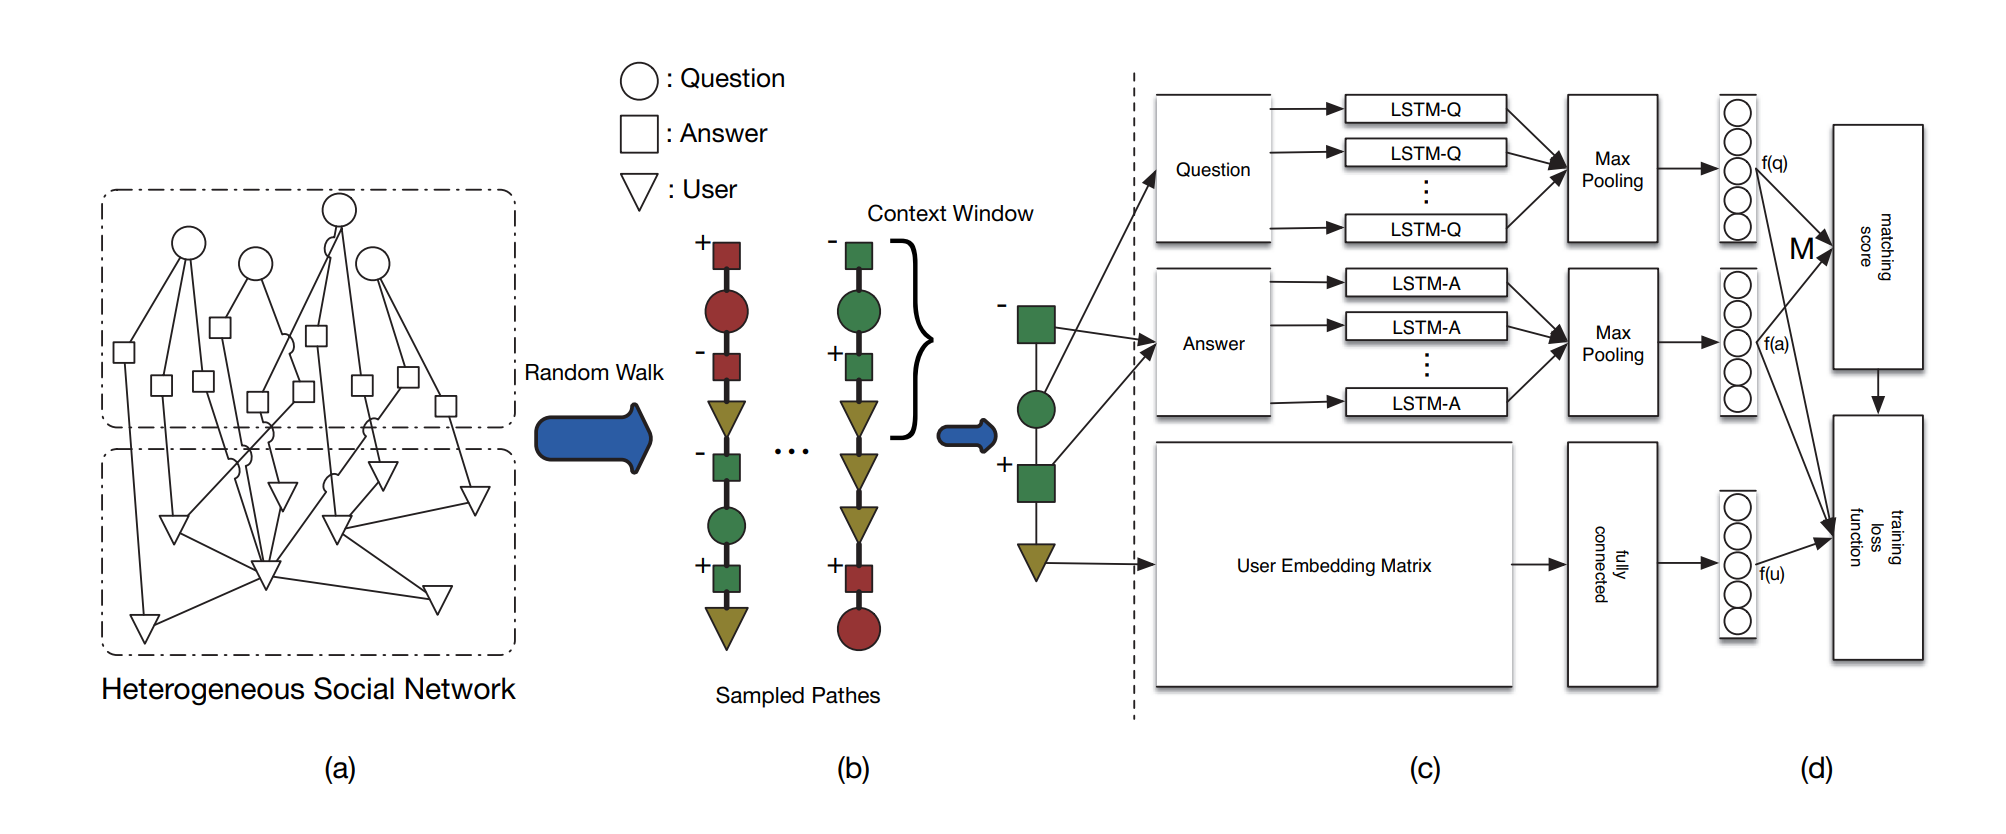 : Question
: Answer
: User
Context Window
Random Walk
+
-
-
+
-
+
+
...
-
+
Heterogeneous Social Network
Sampled Pathes
Question
LSTM-Q
LSTM-Q
⋮
LSTM-Q
Max
Pooling
f(q)
Answer
LSTM-A
LSTM-A
⋮
LSTM-A
Max
Pooling
f(a)
User Embedding Matrix
fully
connected
f(u)
M
matching
score
training
loss
function
(a)
(b)
(c)
(d)